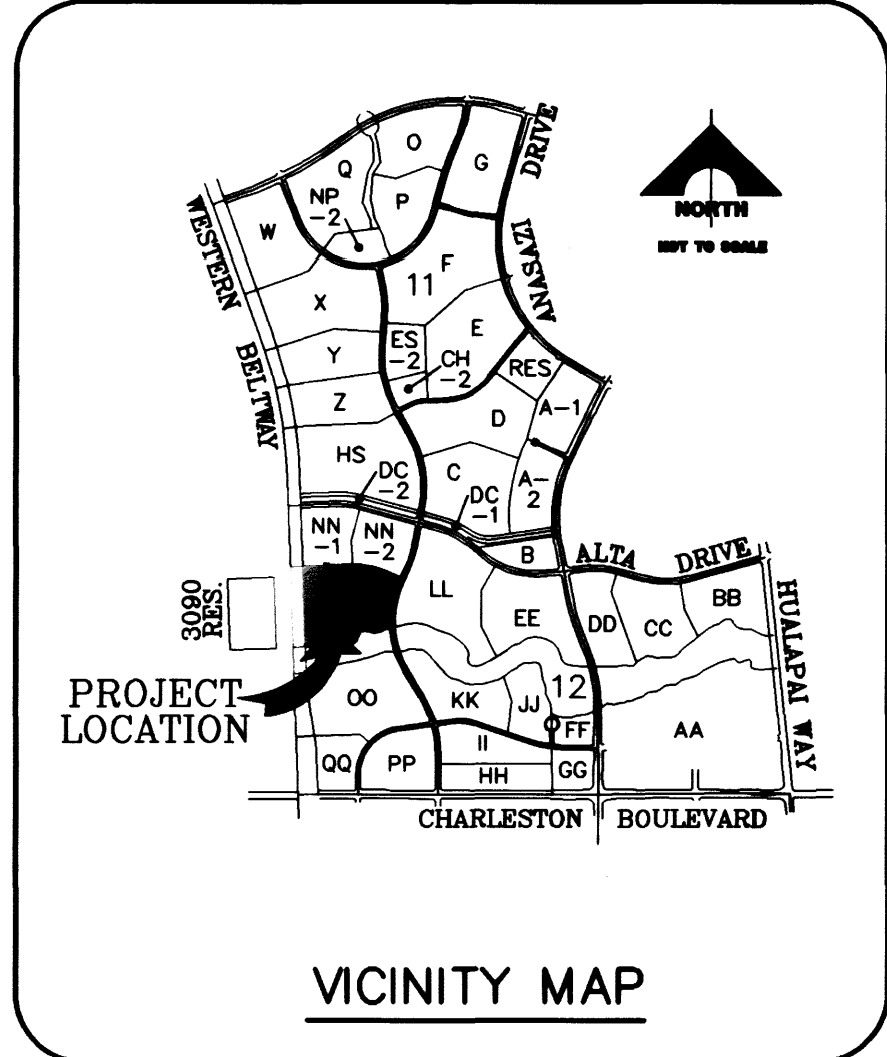 O
Q
G
DRIVE
NP
-2
P
W
WESTERN
NORTH
NOT TO SCALE
ANASAZI
F
11
X
E
ES
-2
Y
CH
-2
RES
BELTWAY
Z
A-1
D
HS
DC
-2
C
DC
-1
A-
2
NN
-1
NN
-2
B
ALTA DRIVE
LL
3090
RES.
EE
DD
CC
BB
HUALAPAI WAY
PROJECT
LOCATION
OO
KK
JJ
12
FF
AA
II
QQ
PP
HH
GG
CHARLESTON BOULEVARD
VICINITY MAP